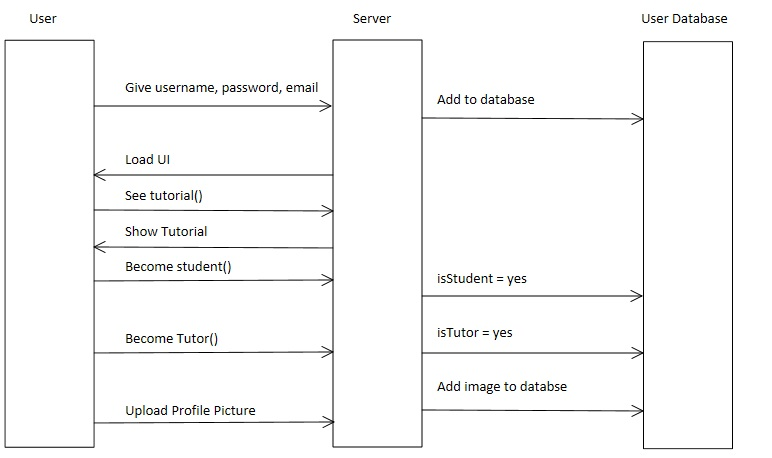 User
Server
User Database
Give username, password, email
Add to database
Load UI
See tutorial()
Show Tutorial
Become student()
isStudent = yes
Become Tutor()
isTutor = yes
Add image to databse
Upload Profile Picture